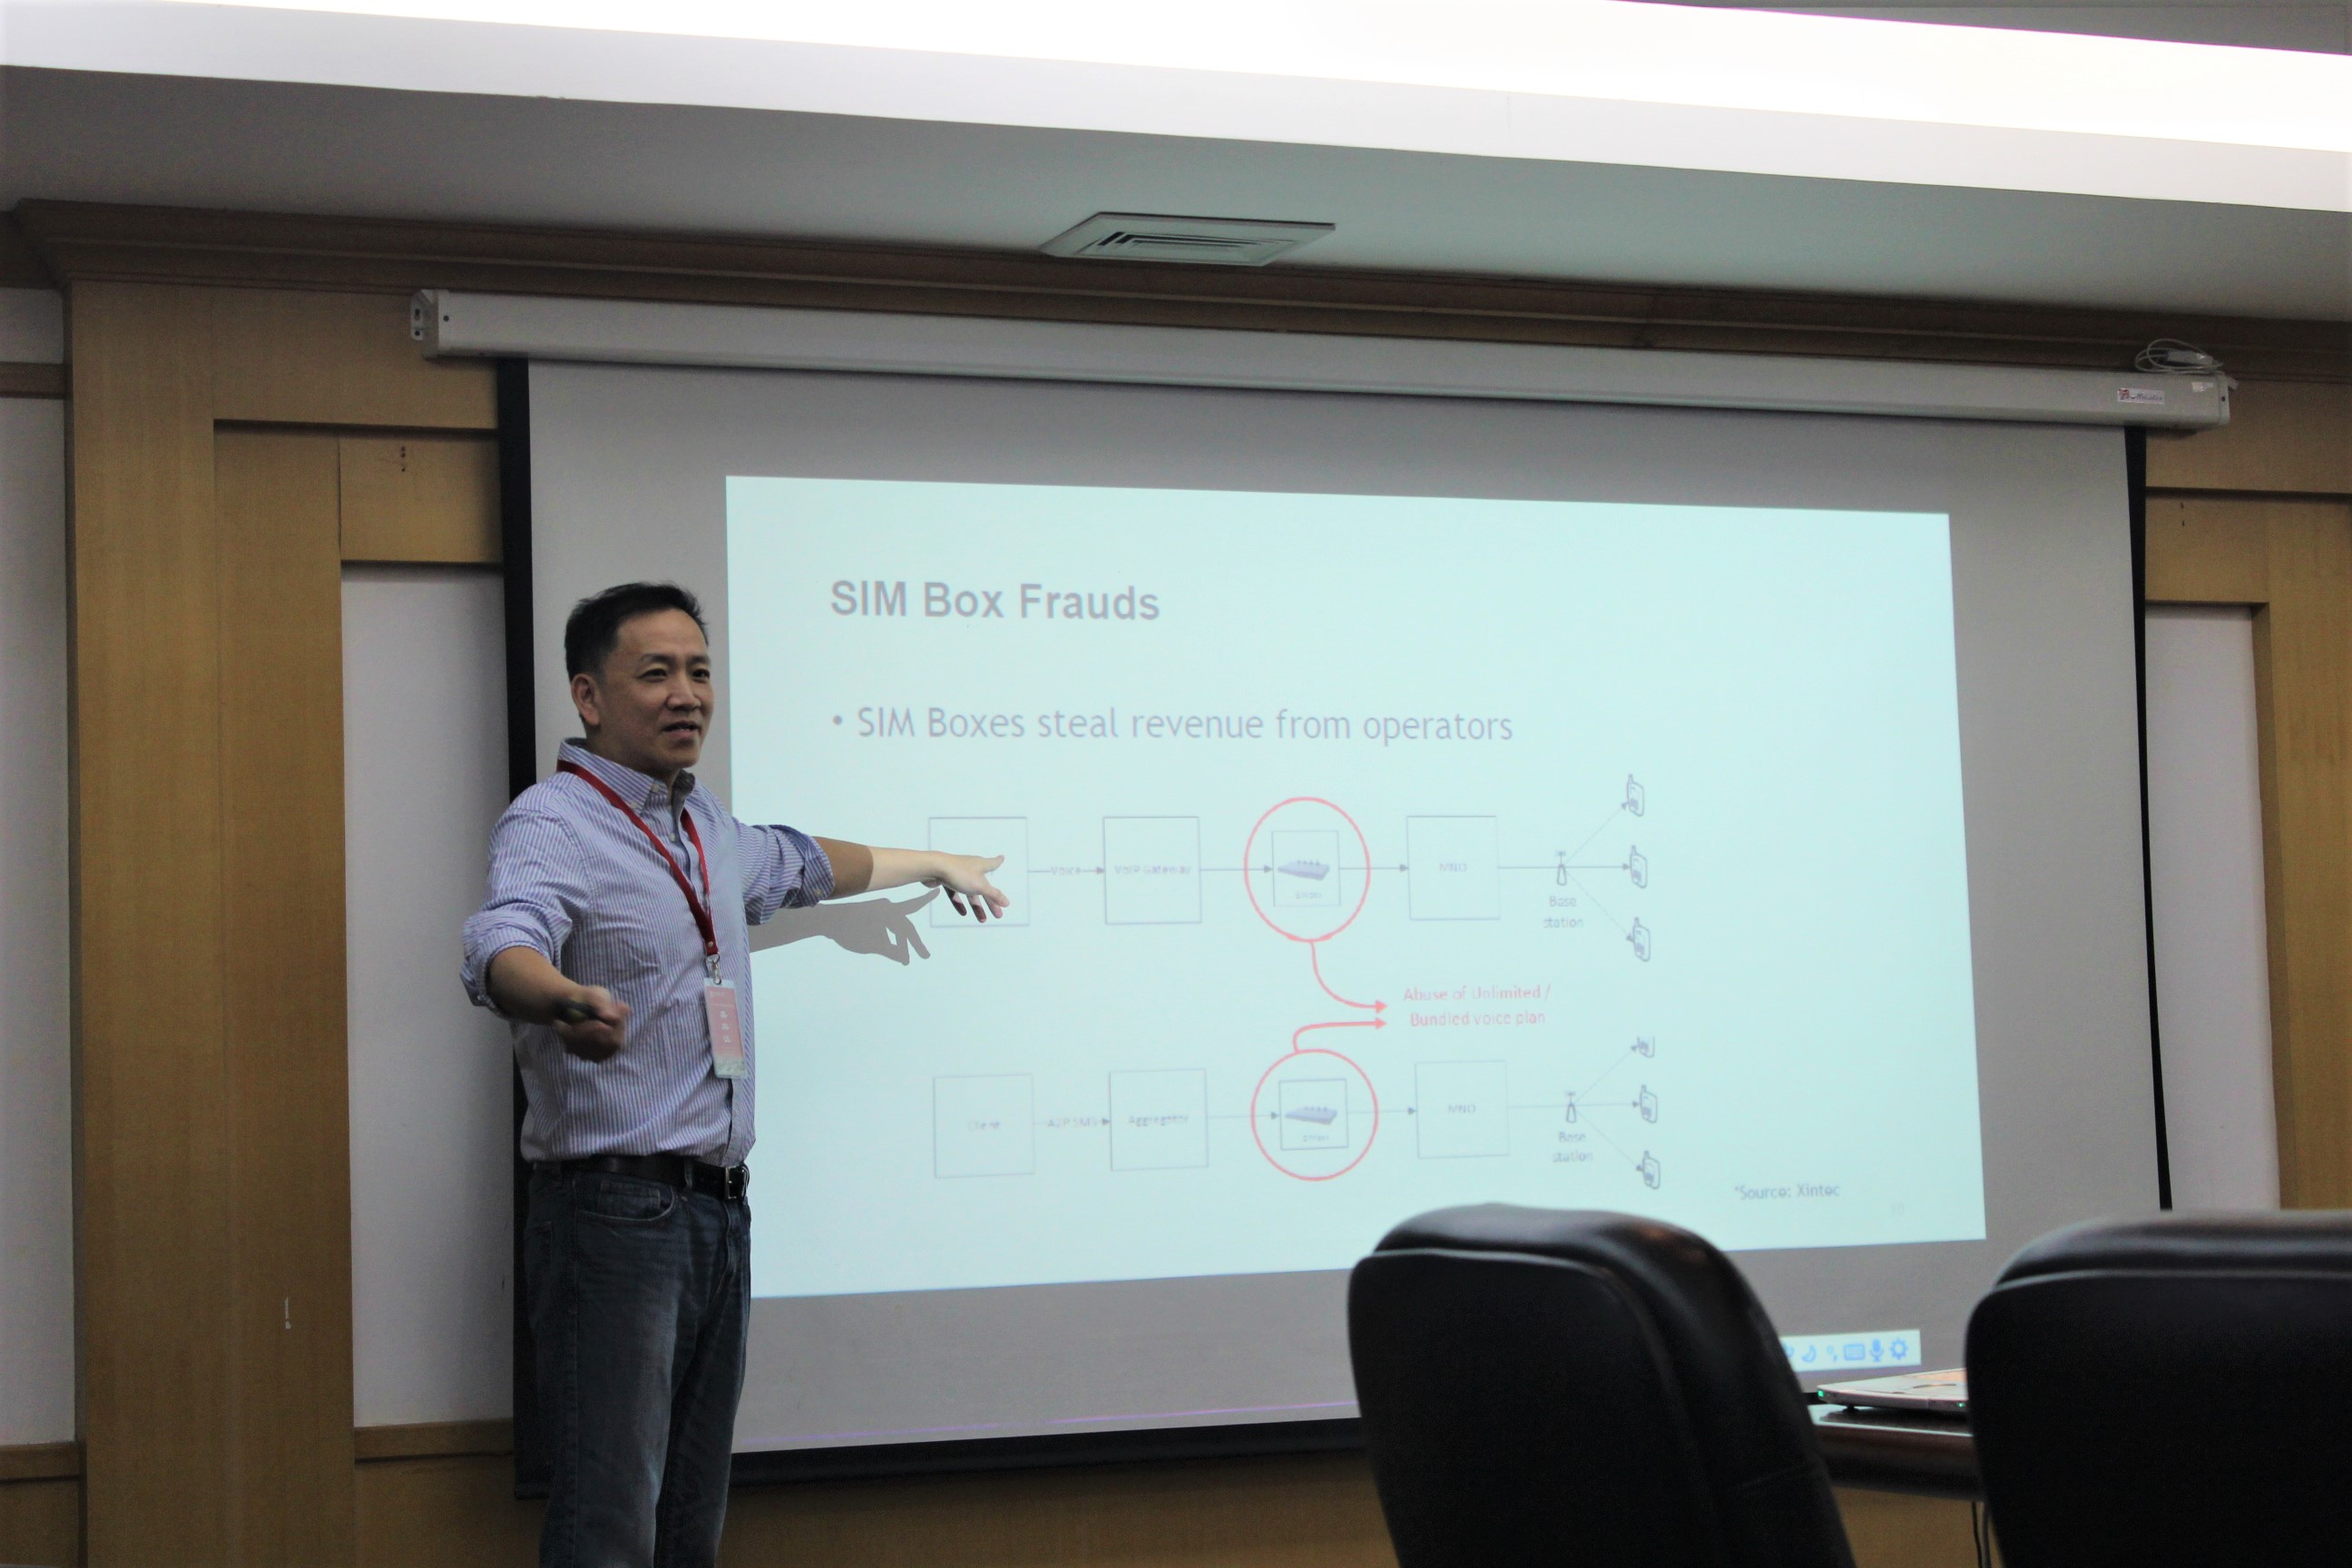 SIM Box Frauds
• SIM Boxes steal revenue from operators
Voice
VoIP Gateway
MNO
Base
station
Abuse of Unlimited /
Bundled voice plan
Client
A2P SMS
Aggregator
MNO
Base
station
*Source: Xintec